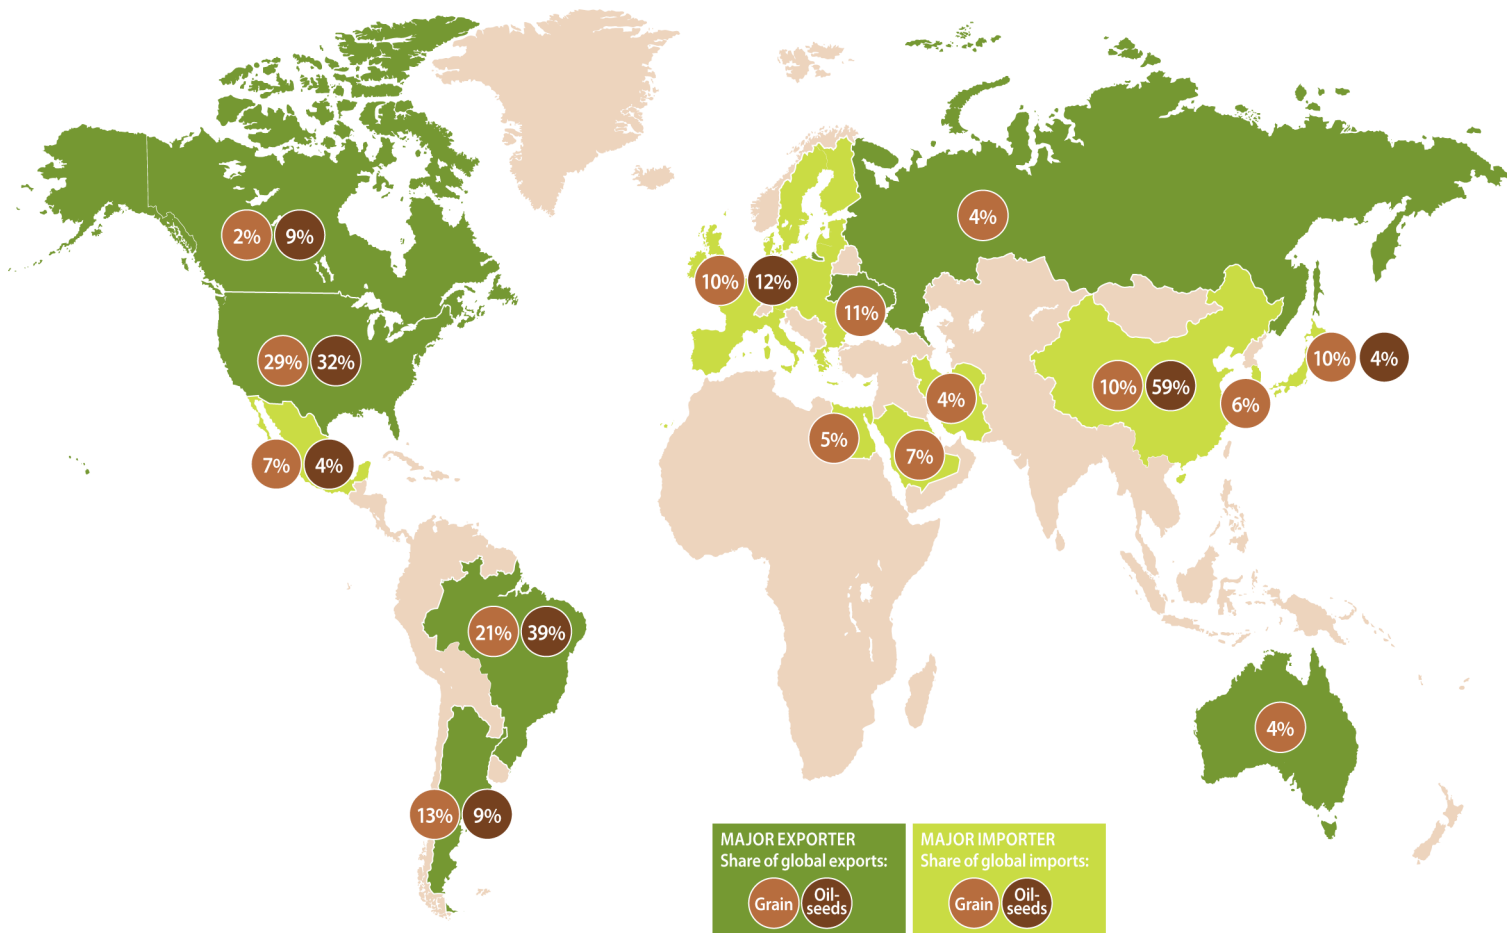 4%
2% 9%
10% 12%
11%
29% 32%
10% 4%
10% 59%
4%
6%
5%
7%
7% 4%
21% 39%
4%
13% 9%
MAJOR EXPORTER
Share of global exports:
Grain
Oil-
seeds
MAJOR IMPORTER
Share of global imports:
Grain
Oil-
seeds